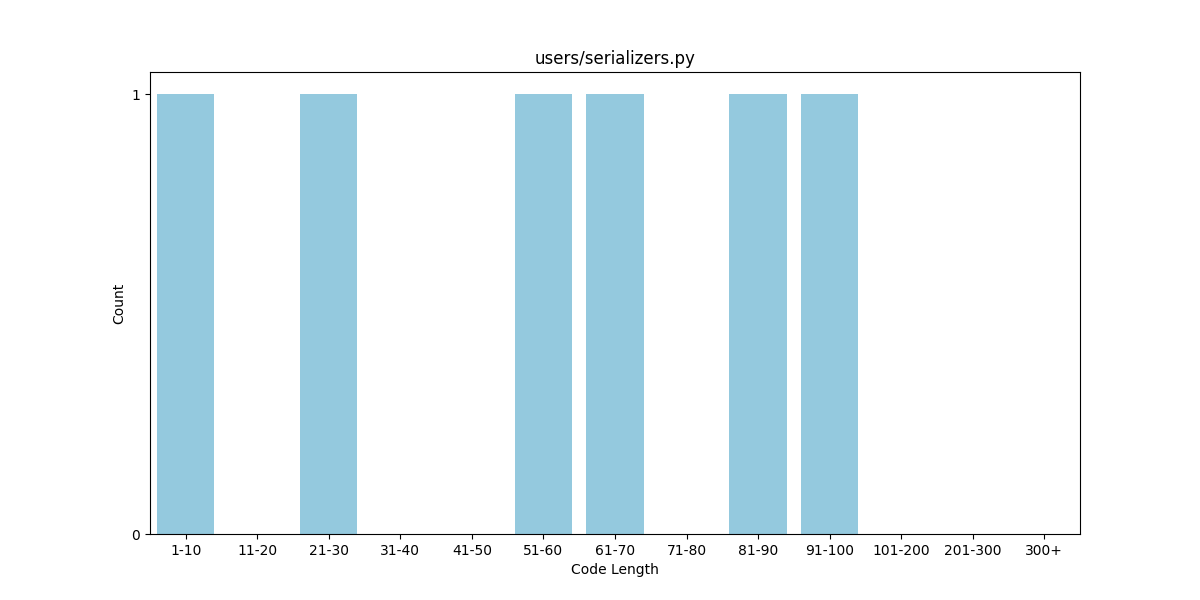 users/serializers.py
1
0
Count
1-10 11-20 21-30 31-40 41-50 51-60 61-70 71-80 81-90 91-100 101-200 201-300 300+
Code Length